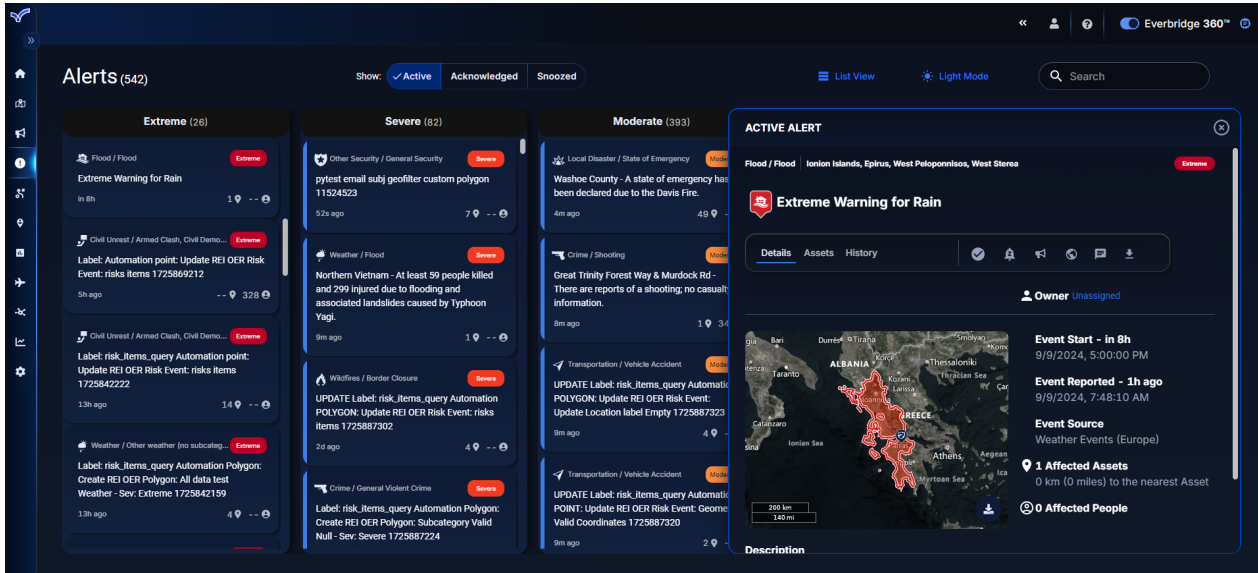 Everbridge 360™
Alerts (542)
Show:
Active
Acknowledged
Snoozed
List View
Light Mode
Search
Extreme (26)
Flood / Flood
Extreme
Extreme Warning for Rain
in 8h
1
--
Civil Unrest / Armed Clash, Civil Demo...
Extreme
Label: Automation point: Update REI OER Risk
Event: risks items 1725869212
5h ago
--
328
Civil Unrest / Armed Clash, Civil Demo...
Extreme
Label: risk_items_query Automation point:
Update REI OER Risk Event: risks items
1725842222
13h ago
14
--
Weather / Other weather (no subcateg...
Extreme
Label: risk_items_query Automation Polygon:
Create REI OER Polygon: All data test
Weather - Sev: Extreme 1725842159
13h ago
4
--
Severe (82)
Other Security / General Security
Severe
pytest email subj geofilter custom polygon
11524523
52s ago
7
--
Weather / Flood
Severe
Northern Vietnam - At least 59 people killed
and 299 injured due to flooding and
associated landslides caused by Typhoon
Yagi.
9m ago
1
--
Wildfires / Border Closure
Severe
UPDATE Label: risk_items_query Automation
POLYGON: Update REI OER Risk Event: risks
items 1725887302
2d ago
4
--
Crime / General Violent Crime
Severe
Label: risk_items_query Automation Polygon:
Create REI OER Polygon: Subcategory Valid
Null - Sev: Severe 1725887224
Moderate (393)
Local Disaster / State of Emergency
Mode
Washoe County - A state of emergency has
been declared due to the Davis Fire.
4m ago
49
Crime / Shooting
Mode
Great Trinity Forest Way & Murdock Rd -
There are reports of a shooting; no casualt
information.
8m ago
1
34
Transportation / Vehicle Accident
Mode
UPDATE Label: risk_items_query Automatic
POLYGON: Update REI OER Risk Event:
Update Location label Empty 1725887323
9m ago
4
Transportation / Vehicle Accident
Mode
UPDATE Label: risk_items_query Automatic
POINT: Update REI OER Risk Event: Geome
Valid Coordinates 1725887320
9m ago
2
ACTIVE ALERT
Flood / Flood
Ionion Islands, Epirus, West Peloponnisos, West Sterea
Extreme
Extreme Warning for Rain
Details
Assets
History
Owner Unassigned
Bari
Durrës
Tirana
Smolyan
ALBANIA
Korçë
Thessaloniki
Taranto
Kozani
Thracian Sea
Larissa
GREECE
Catanzaro
Ionian Sea
Athens
Aegean
Myrtoan Sea
200 km
140 mi
Event Start - in 8h
9/9/2024, 5:00:00 PM
Event Reported - 1h ago
9/9/2024, 7:48:10 AM
Event Source
Weather Events (Europe)
1 Affected Assets
0 km (0 miles) to the nearest Asset
0 Affected People
Description